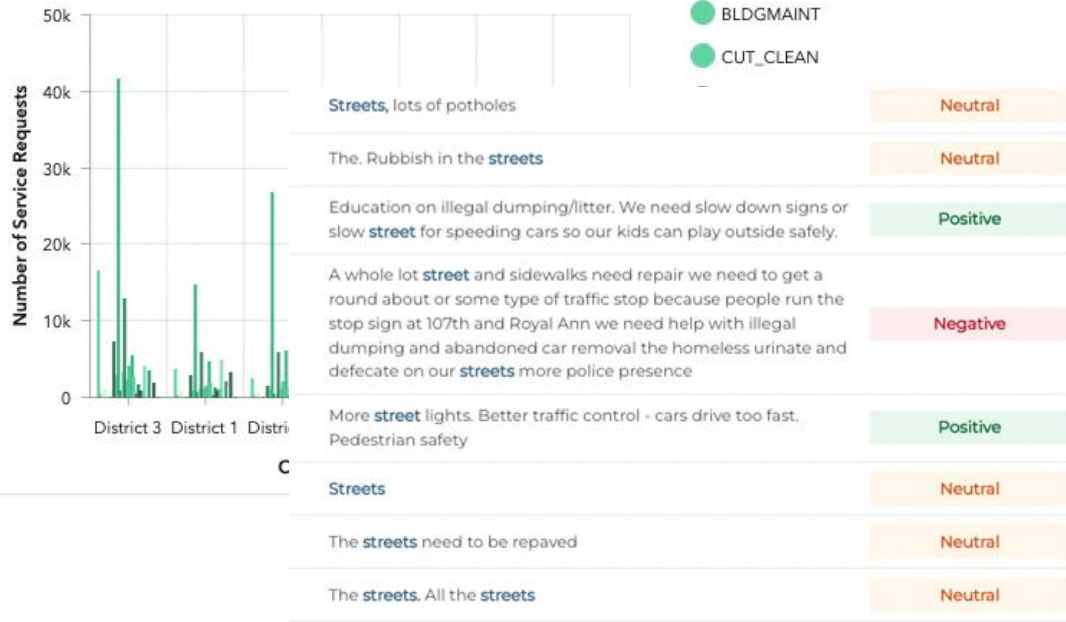 50k
40k
30k
20k
10k
0
Number of Service Requests
District 3 District 1 Distri
C
BLDGMAINT
CUT_CLEAN
Streets, lots of potholes
Neutral
The. Rubbish in the streets
Neutral
Education on illegal dumping/litter. We need slow down signs or
slow street for speeding cars so our kids can play outside safely.
Positive
A whole lot street and sidewalks need repair we need to get a
round about or some type of traffic stop because people run the
stop sign at 107th and Royal Ann we need help with illegal
dumping and abandoned car removal the homeless urinate and
defecate on our streets more police presence
Negative
More street lights. Better traffic control - cars drive too fast.
Pedestrian safety
Positive
Streets
Neutral
The streets need to be repaved
Neutral
The streets. All the streets
Neutral